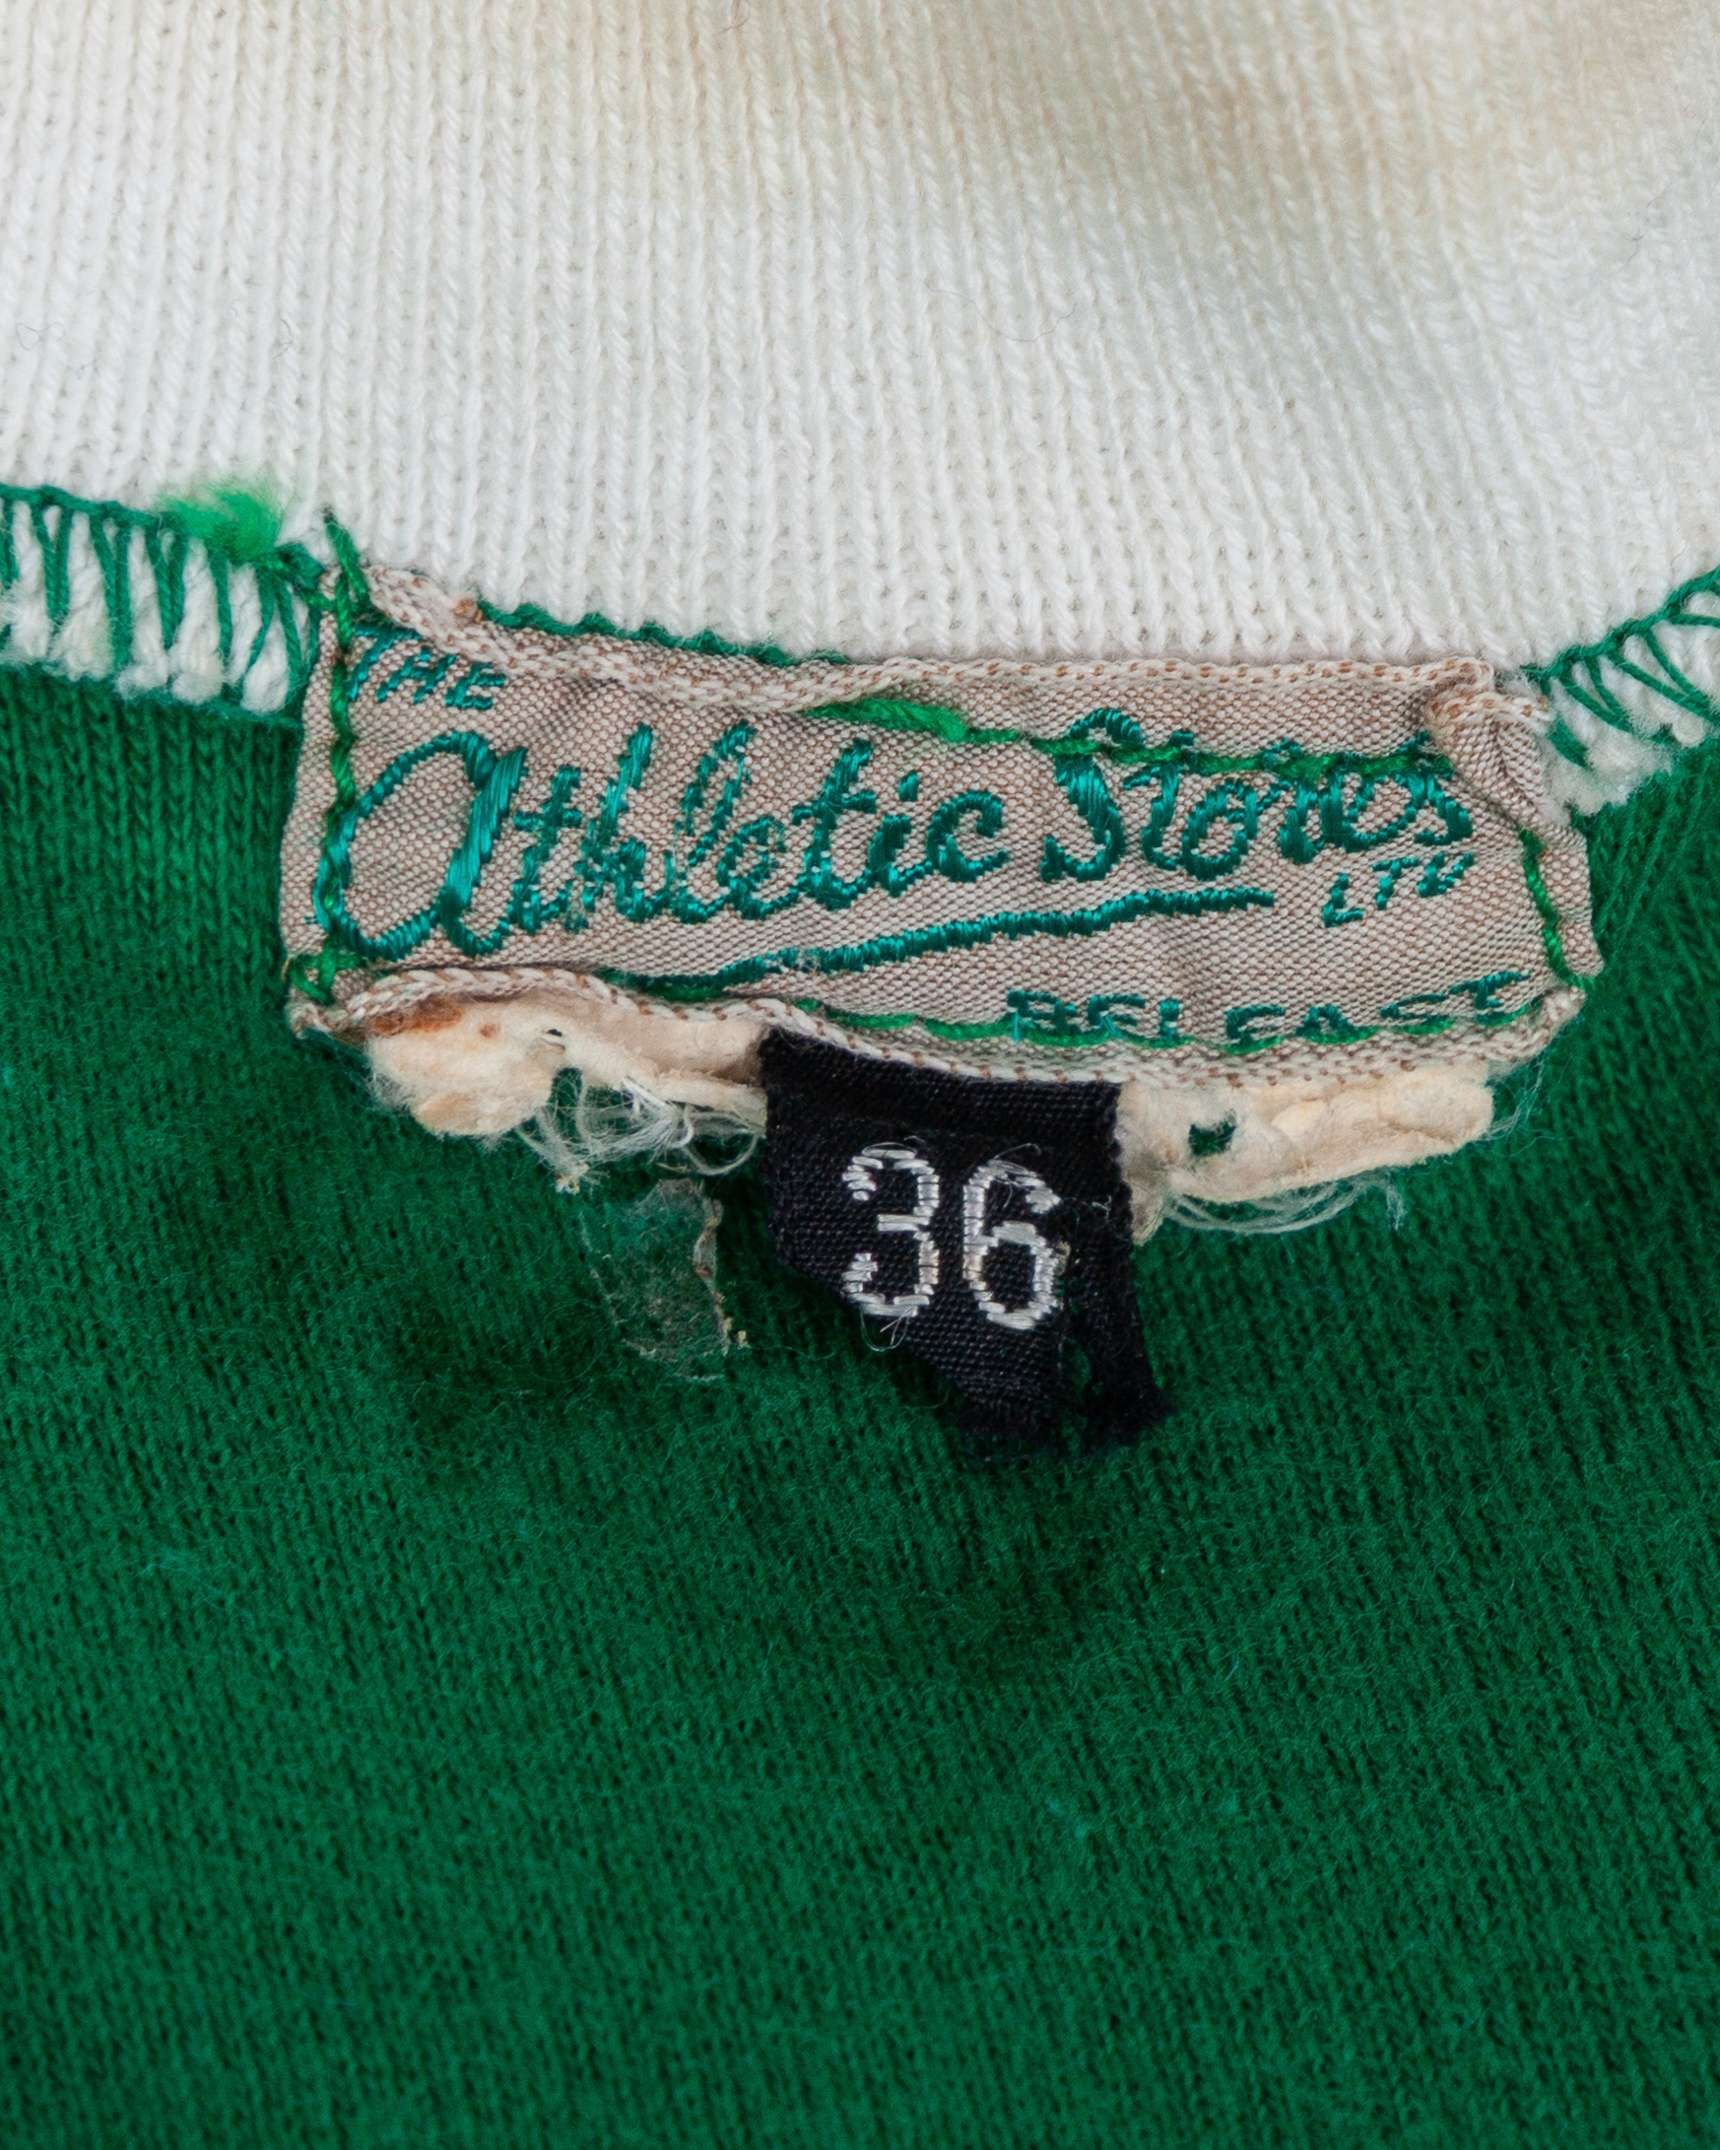 THE
Athletic Stores
LTD
BELFAST
36